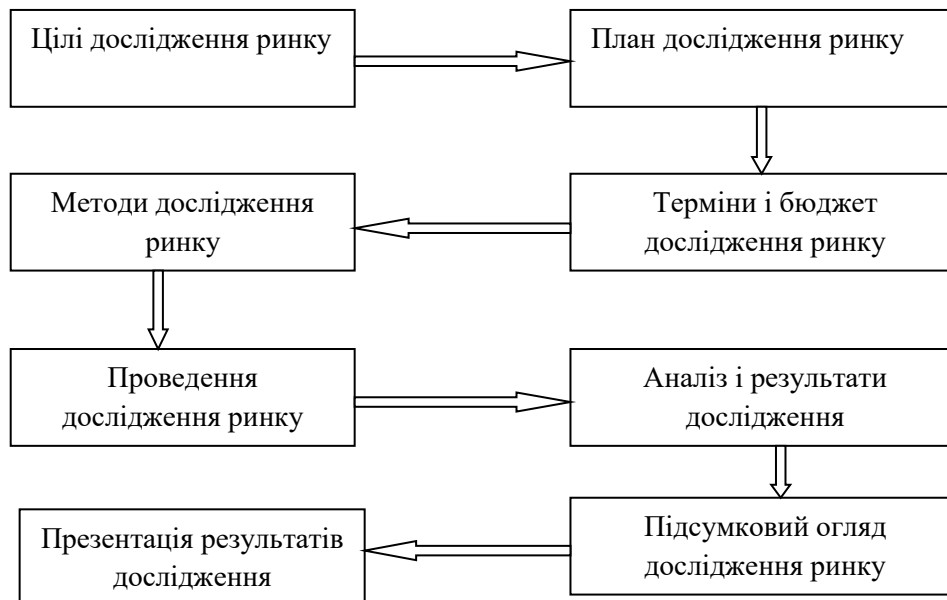 Цілі дослідження ринку
План дослідження ринку
Методи дослідження
ринку
Терміни і бюджет
дослідження ринку
Проведення
дослідження ринку
Аналіз і результати
дослідження
Презентація результатів
дослідження
Підсумковий огляд
дослідження ринку